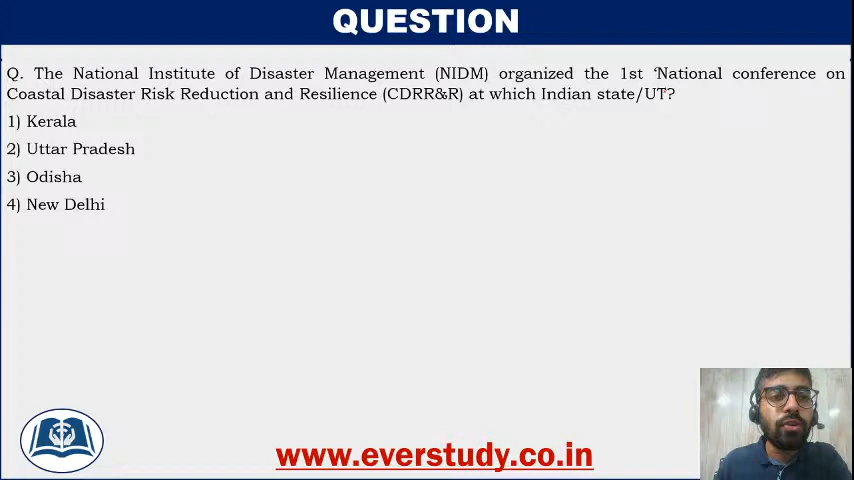 QUESTION
Q. The National Institute of Disaster Management (NIDM) organized the 1st ‘National conference on
Coastal Disaster Risk Reduction and Resilience (CDRR&R) at which Indian state/UT?
1) Kerala
2) Uttar Pradesh
3) Odisha
4) New Delhi
www.everstudy.co.in